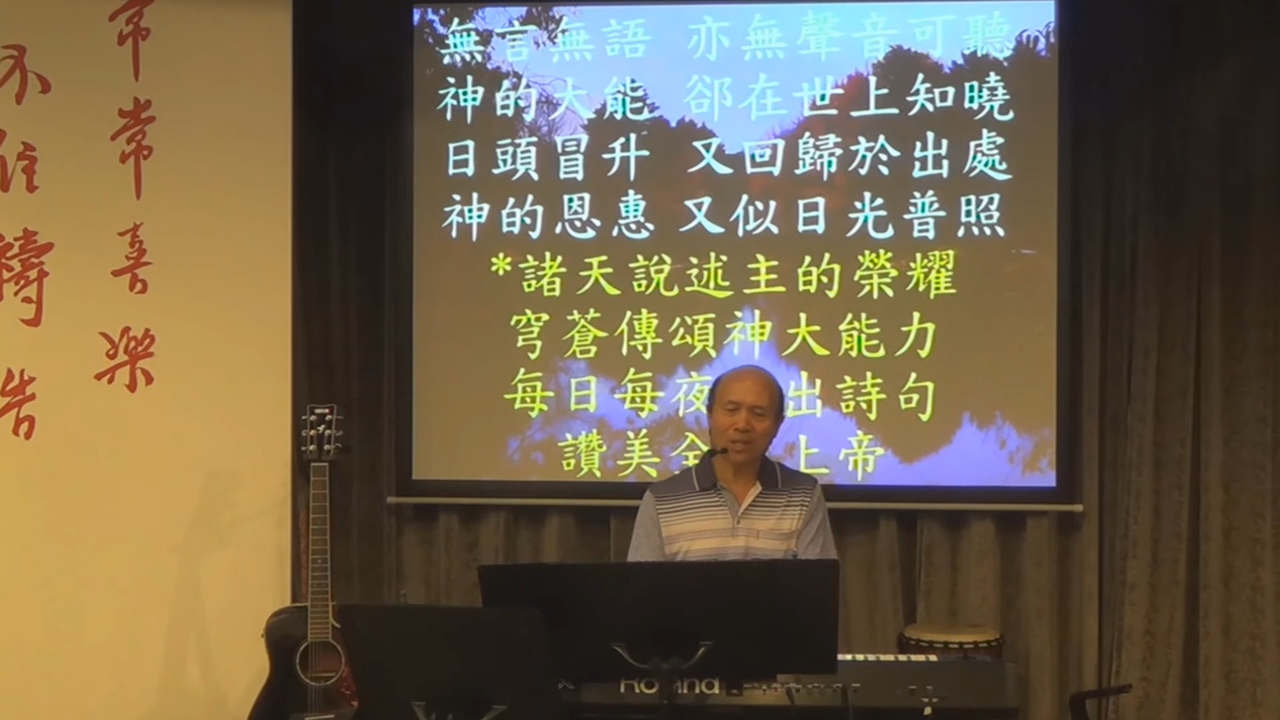 常常喜樂
不住禱告
無言無語 亦無聲音可聽
神的大能 卻在世上知曉
日頭冒升 又回歸於出處
神的恩惠 又似日光普照
*諸天說述主的榮耀
穹蒼傳頌神大能力
每日每夜 出詩句
讚美全 上帝
Roland